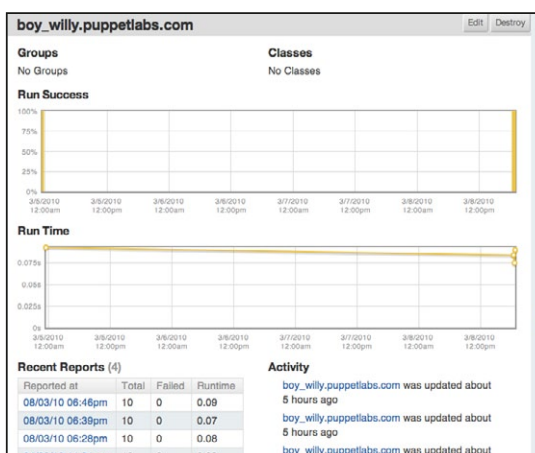 boy_willy.puppetlabs.com
Edit Destroy
Groups
No Groups
Classes
No Classes
Run Success
100%
75%
50%
25%
0%
3/5/2010 12:00am 3/5/2010 12:00pm 3/6/2010 12:00am 3/6/2010 12:00pm 3/7/2010 12:00am 3/7/2010 12:00pm 3/8/2010 12:00am 3/8/2010 12:00pm
Run Time
0.075s
0.05s
0.025s
0s
3/5/2010 12:00am 3/5/2010 12:00pm 3/6/2010 12:00am 3/6/2010 12:00pm 3/7/2010 12:00am 3/7/2010 12:00pm 3/8/2010 12:00am 3/8/2010 12:00pm
Recent Reports (4)
Reported at Total Failed Runtime
08/03/10 06:46pm 10 0 0.09
08/03/10 06:39pm 10 0 0.07
08/03/10 06:28pm 10 0 0.08
Activity
boy_willy.puppetlabs.com was updated about
5 hours ago
boy_willy.puppetlabs.com was updated about
5 hours ago
boy_willy.puppetlabs.com was updated about